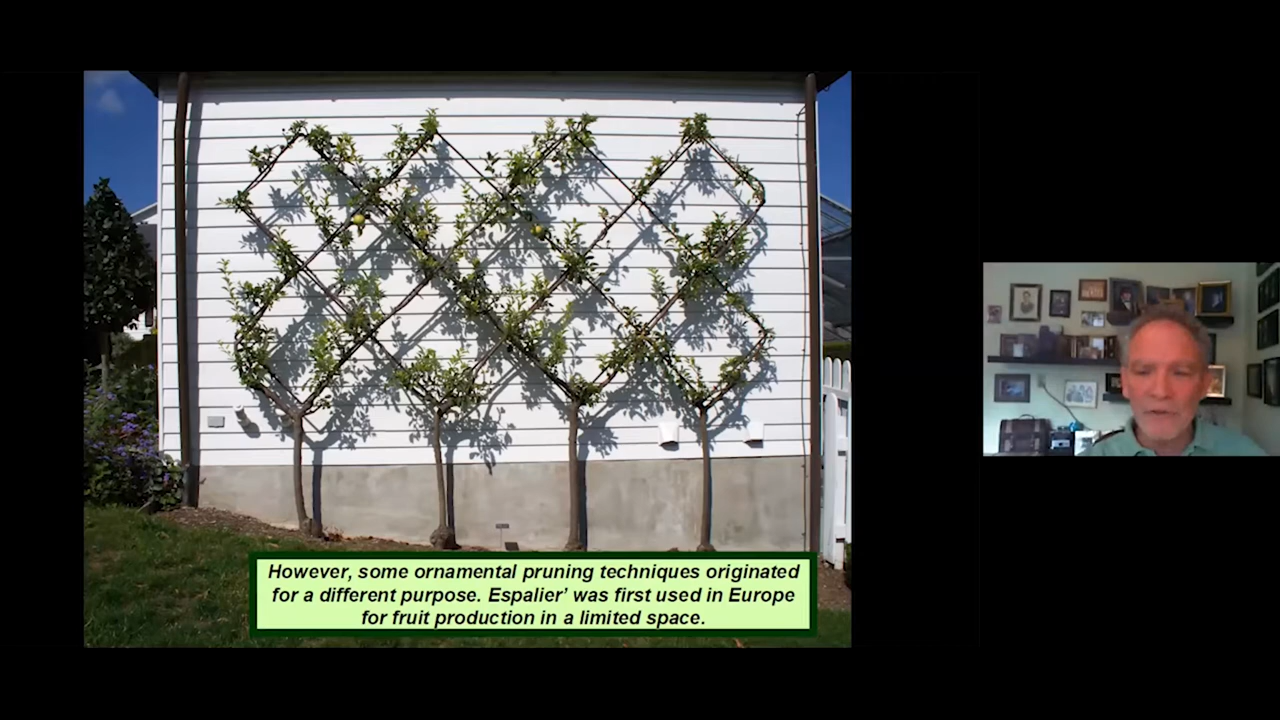 However, some ornamental pruning techniques originated
for a different purpose. Espalier’ was first used in Europe
for fruit production in a limited space.